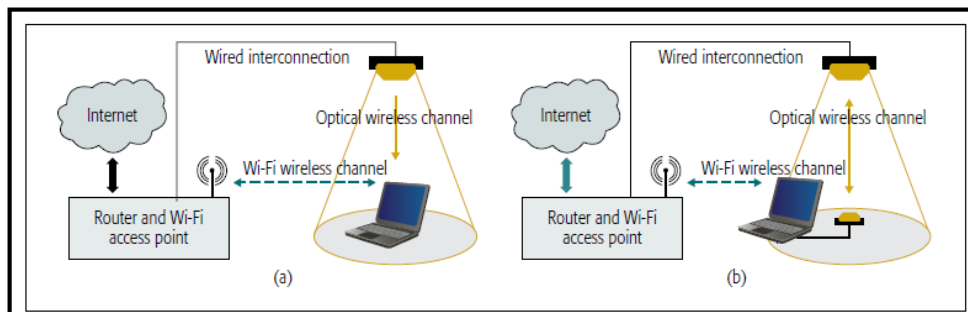 Wired interconnection
Internet
Optical wireless channel
Wi-Fi wireless channel
Router and Wi-Fi
access point
(a)
Wired interconnection
Internet
Optical wireless channel
Wi-Fi wireless channel
Router and Wi-Fi
access point
(b)